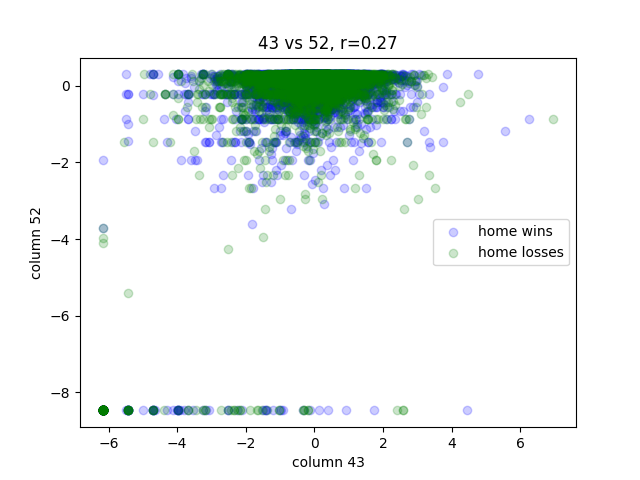 43 vs 52, r=0.27
0
−2
−4
−6
−8
column 52
home wins
home losses
−6 −4 −2 0 2 4 6
column 43